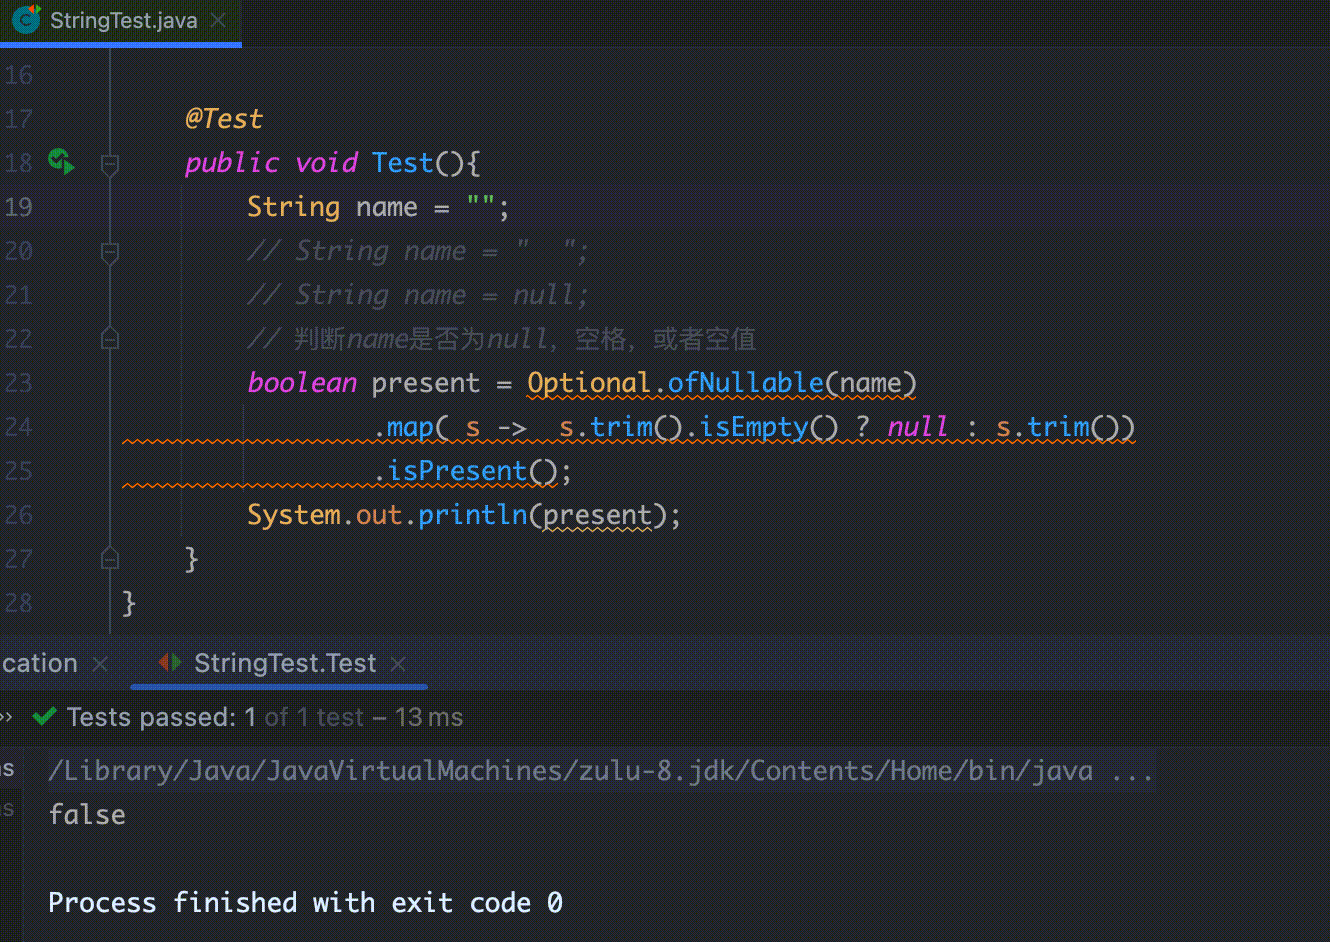 StringTest.java
16
17 @Test
18 public void Test(){
19 String name = "";
20 // String name = "  ";
21 // String name = null;
22 // 判断name是否为null，空格，或者空值
23 boolean present = Optional.ofNullable(name)
24 .map( s ->  s.trim().isEmpty() ? null : s.trim())
25 .isPresent();
26 System.out.println(present);
27 }
28 }
cation StringTest.Test
>> Tests passed: 1 of 1 test – 13 ms
s /Library/Java/JavaVirtualMachines/zulu-8.jdk/Contents/Home/bin/java ...
s false
Process finished with exit code 0